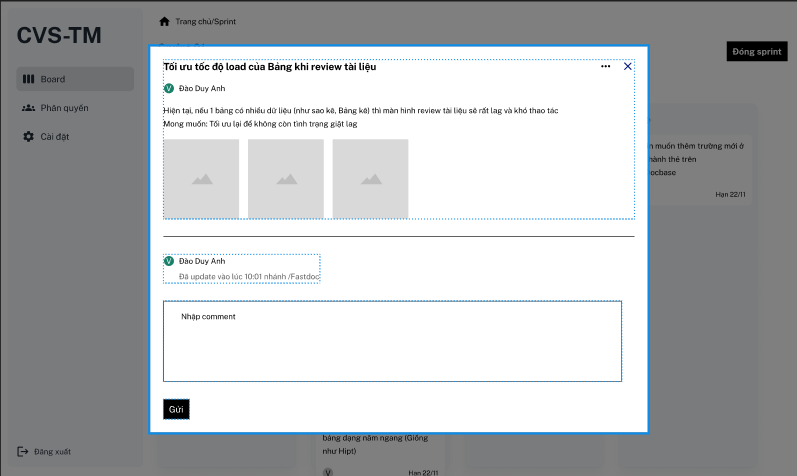 CVS-TM
Trang chủ/Sprint
Đóng sprint
Board
Phân quyền
Cài đặt
Đăng xuất
Tối ưu tốc độ load của Bảng khi review tài liệu
V Đào Duy Anh
Hiện tại, nếu 1 bảng có nhiều dữ liệu (như sao kê, Bảng kê) thì màn hình review tài liệu sẽ rất lag và khó thao tác
Mong muốn: Tối ưu lại để không còn tình trạng giật lag
V Đào Duy Anh
Đã update vào lúc 10:01 nhánh /Fastdoc
Nhập comment
Gửi
muốn thêm trường mới ở
thành thẻ trên
Hạn 22/11
bảng dạng nằm ngang (Giống
như Hipt)
V Hạn 22/11